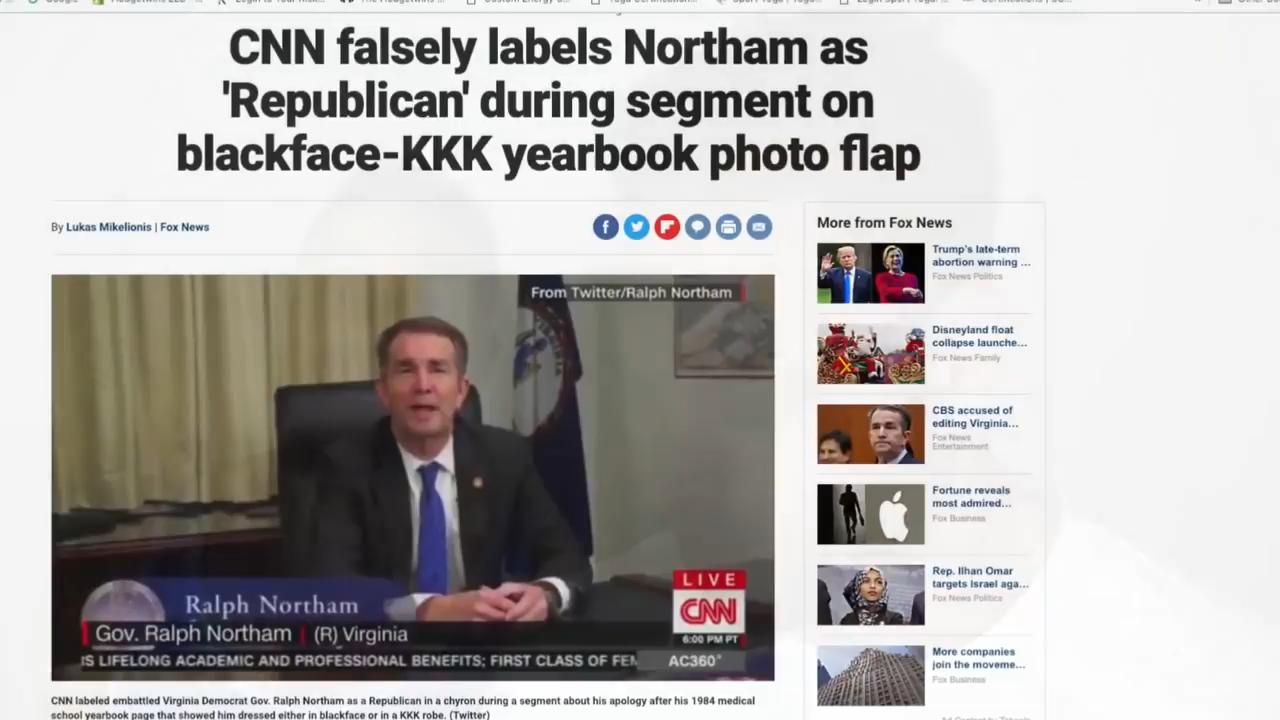 CNN falsely labels Northam as
'Republican' during segment on
blackface-KKK yearbook photo flap
By Lukas Mikelionis | Fox News
From Twitter/Ralph Northam
Ralph Northam
Gov. Ralph Northam | (R) Virginia
LIVE
CNN
6:00 PM PT
IS LIFELONG ACADEMIC AND PROFESSIONAL BENEFITS; FIRST CLASS OF FEM
AC360°
CNN labeled embattled Virginia Democrat Gov. Ralph Northam as a Republican in a chyron during a segment about his apology after his 1984 medical
school yearbook page that showed him dressed either in blackface or in a KKK robe. (Twitter)
More from Fox News
Trump's late-term
abortion warning ...
Fox News Politics
Disneyland float
collapse launche...
Fox News Family
CBS accused of
editing Virginia...
Fox News
Entertainment
Fortune reveals
most admired...
Fox Business
Rep. Ilhan Omar
targets Israel aga...
Fox News Politics
More companies
join the moveme...
Fox Business